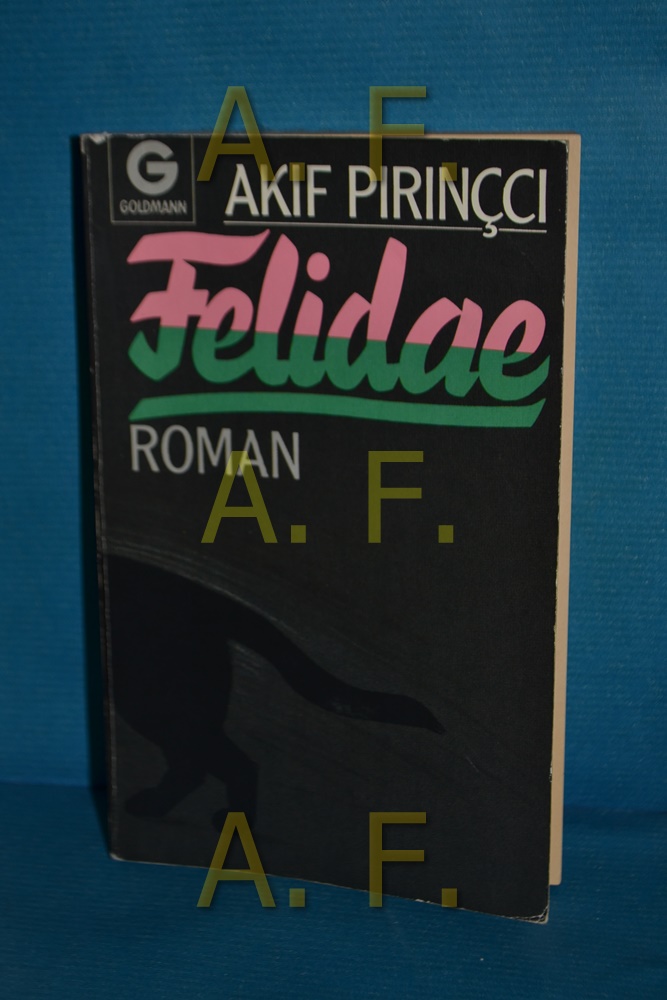 A. F.
G
GOLDMANN
AKIF PIRINÇCI
Felidae
ROMAN
A. F.
A. F.